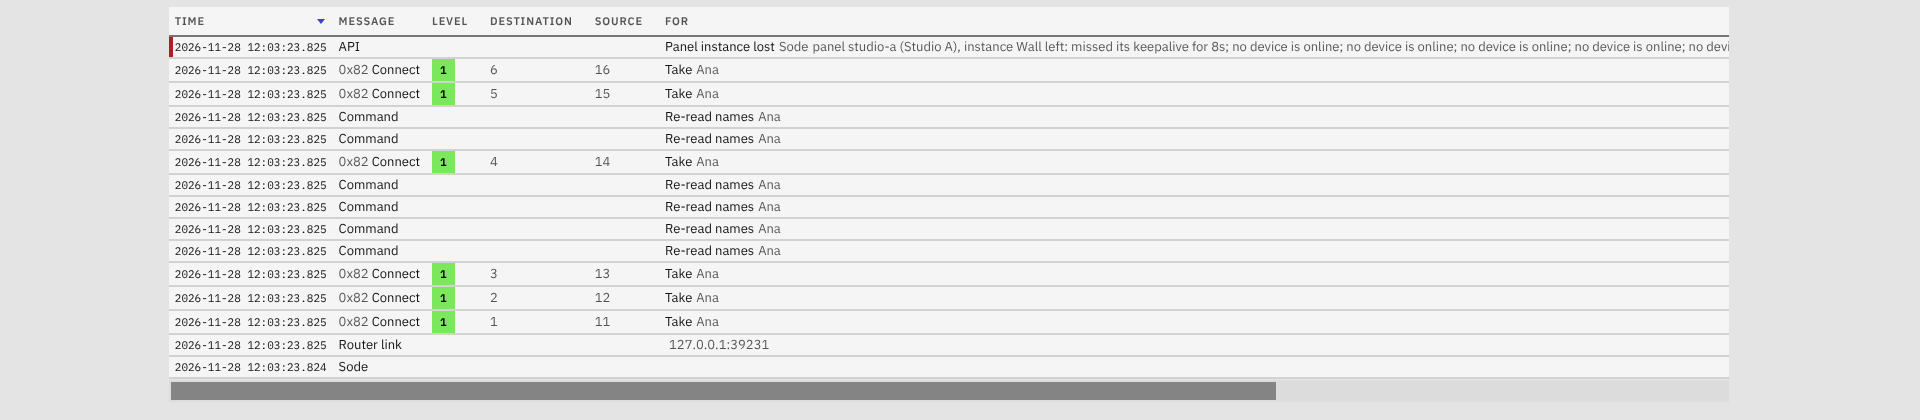 TIME MESSAGE LEVEL DESTINATION SOURCE FOR
2026-11-28 12:03:23.825 API Panel instance lost Sode panel studio-a (Studio A), instance Wall left: missed its keepalive for 8s; no device is online; no device is online; no device is online; no device is online; no devi
2026-11-28 12:03:23.825 0x82 Connect 1 6 16 Take Ana
2026-11-28 12:03:23.825 0x82 Connect 1 5 15 Take Ana
2026-11-28 12:03:23.825 Command Re-read names Ana
2026-11-28 12:03:23.825 Command Re-read names Ana
2026-11-28 12:03:23.825 0x82 Connect 1 4 14 Take Ana
2026-11-28 12:03:23.825 Command Re-read names Ana
2026-11-28 12:03:23.825 Command Re-read names Ana
2026-11-28 12:03:23.825 Command Re-read names Ana
2026-11-28 12:03:23.825 Command Re-read names Ana
2026-11-28 12:03:23.825 0x82 Connect 1 3 13 Take Ana
2026-11-28 12:03:23.825 0x82 Connect 1 2 12 Take Ana
2026-11-28 12:03:23.825 0x82 Connect 1 1 11 Take Ana
2026-11-28 12:03:23.825 Router link 127.0.0.1:39231
2026-11-28 12:03:23.824 Sode